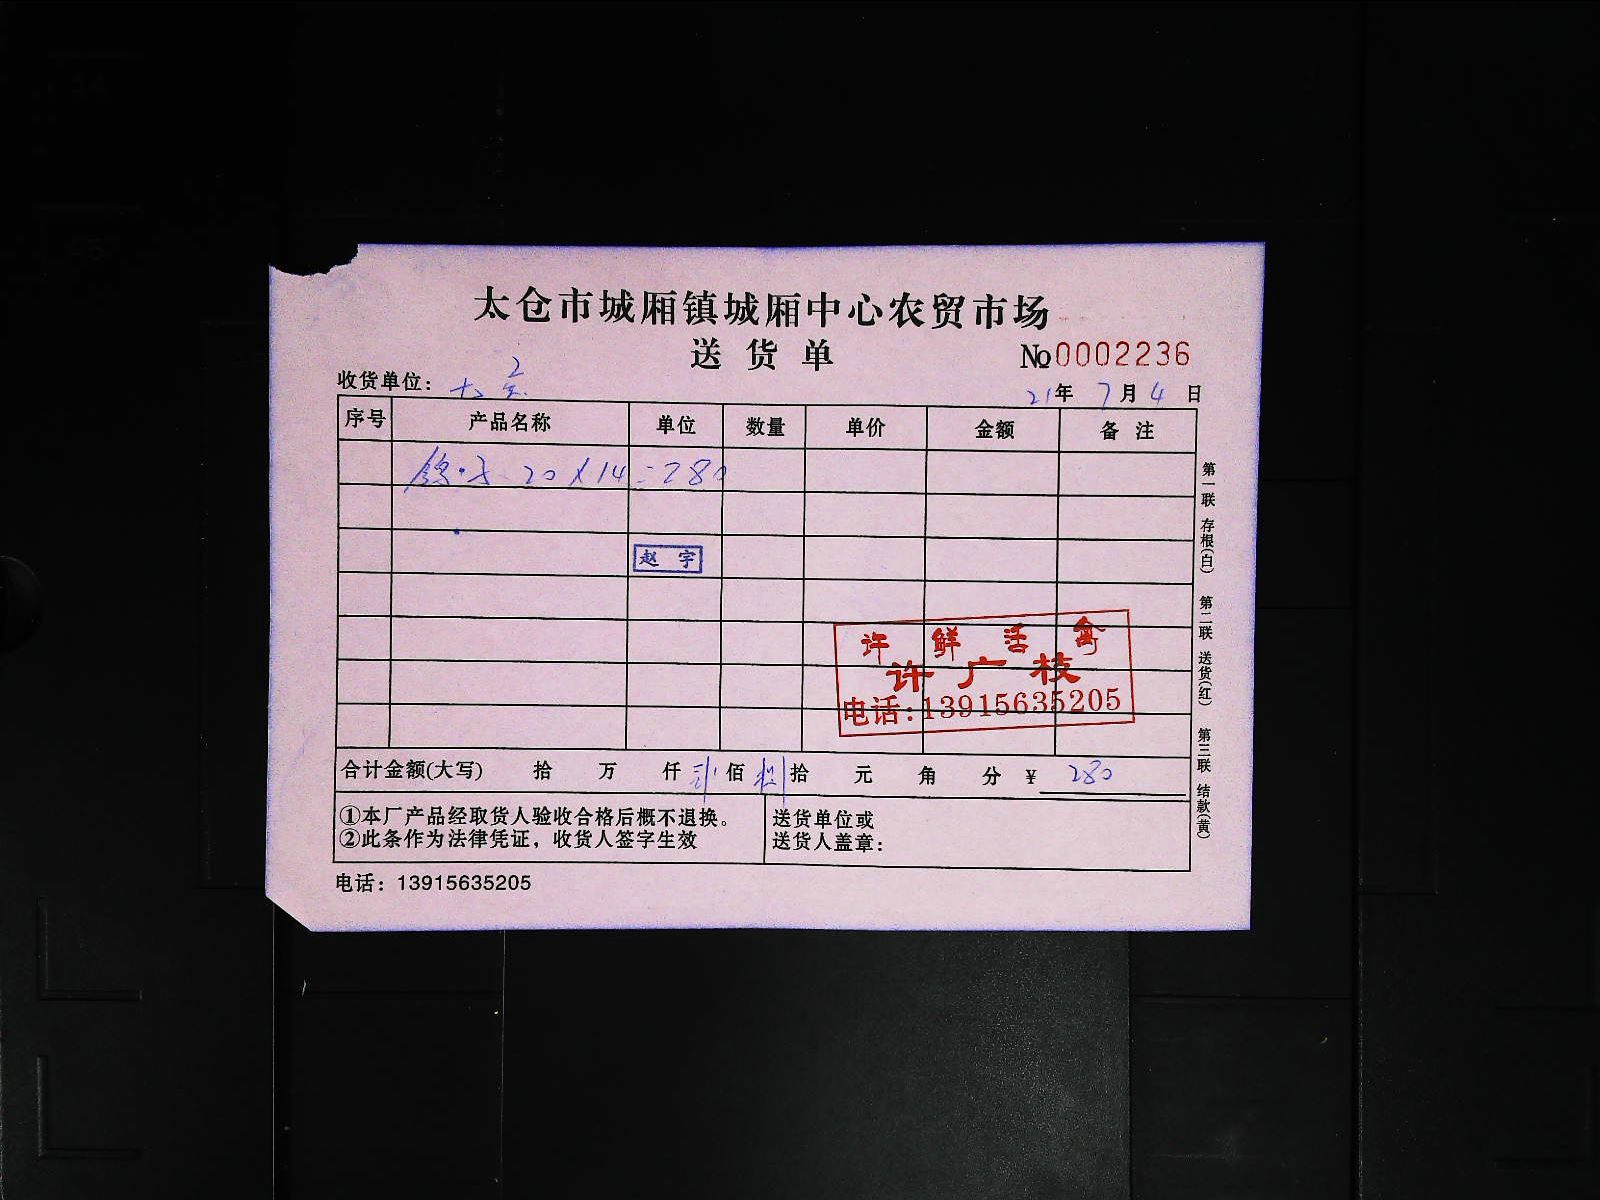 太仓市城厢镇城厢中心农贸市场
送货单 №0002236
收货单位： 21年 7月 4日
序号 产品名称 单位 数量 单价 金额 备注
鸽子 20×14=280
赵宇
许鲜活禽
许广枝
电话:13915635205
合计金额(大写) 拾 万 仟 贰佰 捌拾 元 角 分 ¥ 280
①本厂产品经取货人验收合格后概不退换。
②此条作为法律凭证，收货人签字生效
送货单位或
送货人盖章：
电话：13915635205
第一联 存根(白) 第二联 送货(红) 第三联 结款(黄)